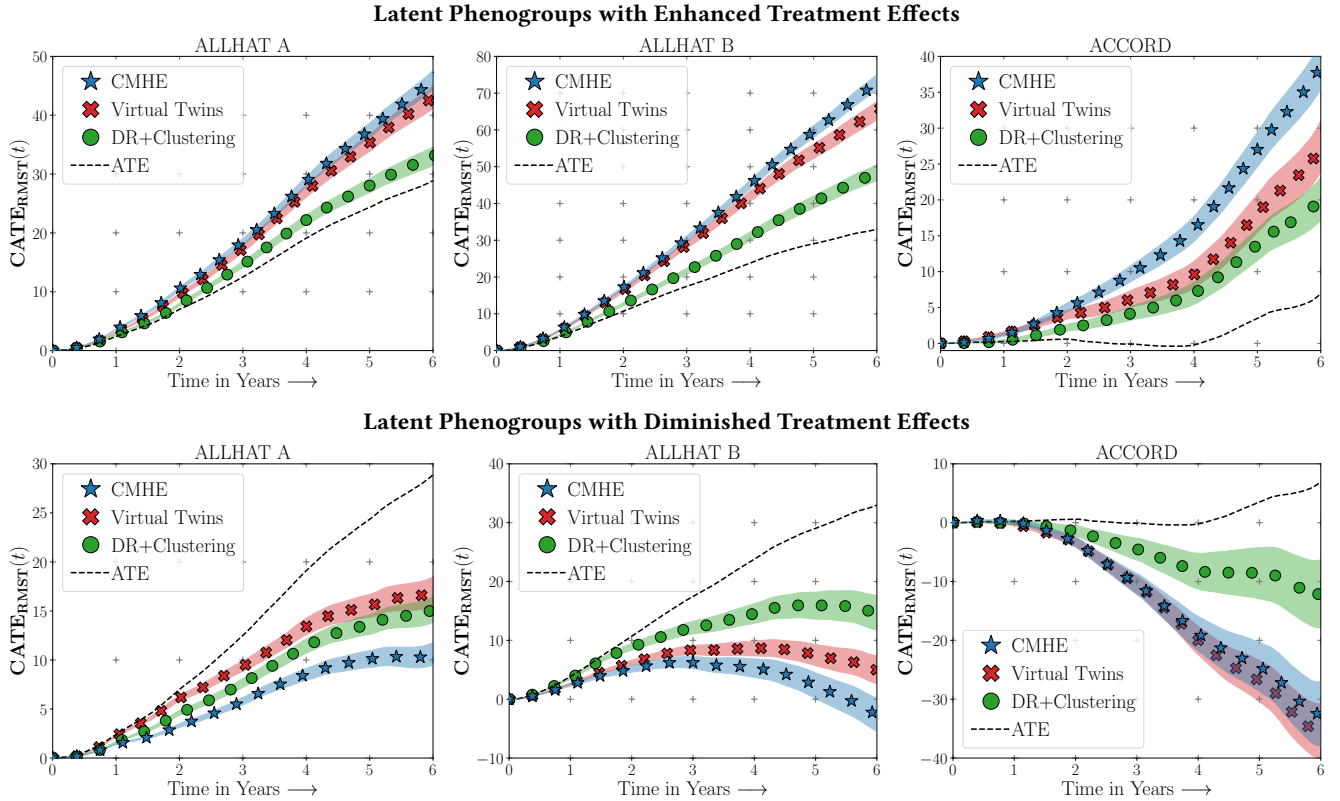 Latent Phenogroups with Enhanced Treatment Effects
ALLHAT A
50
40
30
20
10
0
CATE_RMST(t)
CMHE
Virtual Twins
DR+Clustering
ATE
0 1 2 3 4 5 6
Time in Years ⟶
ALLHAT B
80
70
60
50
40
30
20
10
0
CATE_RMST(t)
CMHE
Virtual Twins
DR+Clustering
ATE
0 1 2 3 4 5 6
Time in Years ⟶
ACCORD
40
35
30
25
20
15
10
5
0
CATE_RMST(t)
CMHE
Virtual Twins
DR+Clustering
ATE
0 1 2 3 4 5 6
Time in Years ⟶
Latent Phenogroups with Diminished Treatment Effects
ALLHAT A
30
25
20
15
10
5
0
CATE_RMST(t)
CMHE
Virtual Twins
DR+Clustering
ATE
0 1 2 3 4 5 6
Time in Years ⟶
ALLHAT B
40
30
20
10
0
−10
CATE_RMST(t)
CMHE
Virtual Twins
DR+Clustering
ATE
0 1 2 3 4 5 6
Time in Years ⟶
ACCORD
10
0
−10
−20
−30
−40
CATE_RMST(t)
CMHE
Virtual Twins
DR+Clustering
ATE
0 1 2 3 4 5 6
Time in Years ⟶